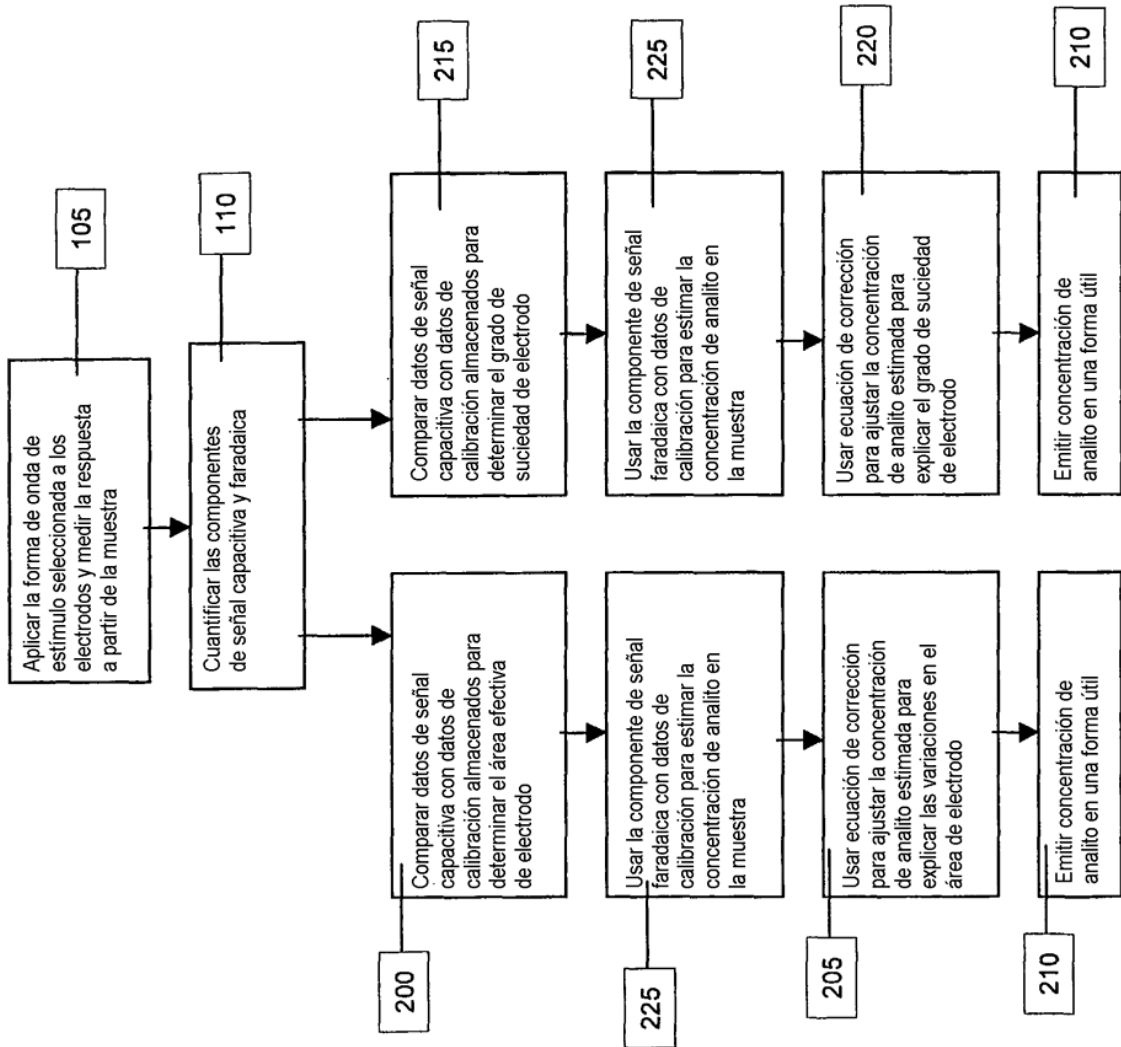 Aplicar la forma de onda de
estímulo seleccionada a los
electrodos y medir la respuesta
a partir de la muestra
105
Cuantificar las componentes
de señal capacitiva y faradaica
110
Comparar datos de señal
capacitiva con datos de
calibración almacenados para
determinar el área efectiva
de electrodo
200
Usar la componente de señal
faradaica con datos de
calibración para estimar la
concentración de analito en
la muestra
225
Usar ecuación de corrección
para ajustar la concentración
de analito estimada para
explicar las variaciones en el
área de electrodo
205
Emitir concentración de
analito en una forma útil
210
Comparar datos de señal
capacitiva con datos de
calibración almacenados para
determinar el grado de
suciedad de electrodo
215
Usar la componente de señal
faradaica con datos de
calibración para estimar la
concentración de analito en
la muestra
225
Usar ecuación de corrección
para ajustar la concentración
de analito estimada para
explicar el grado de suciedad
de electrodo
220
Emitir concentración de
analito en una forma útil
210